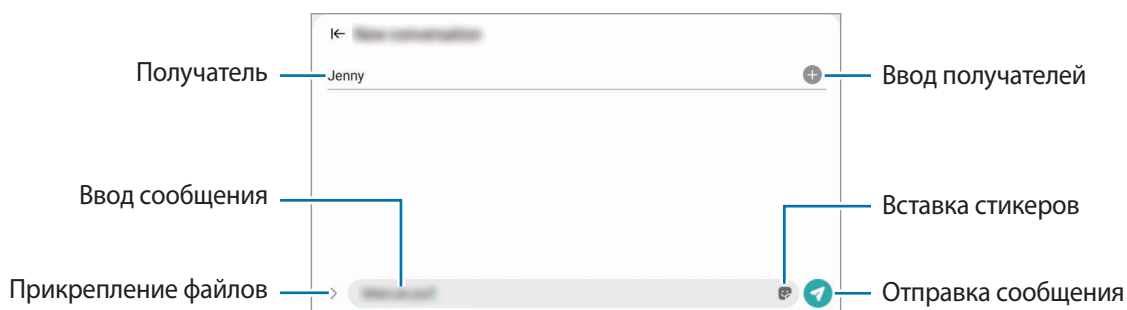 Получатель
Jenny
Ввод получателей
Ввод сообщения
Вставка стикеров
Прикрепление файлов
Отправка сообщения